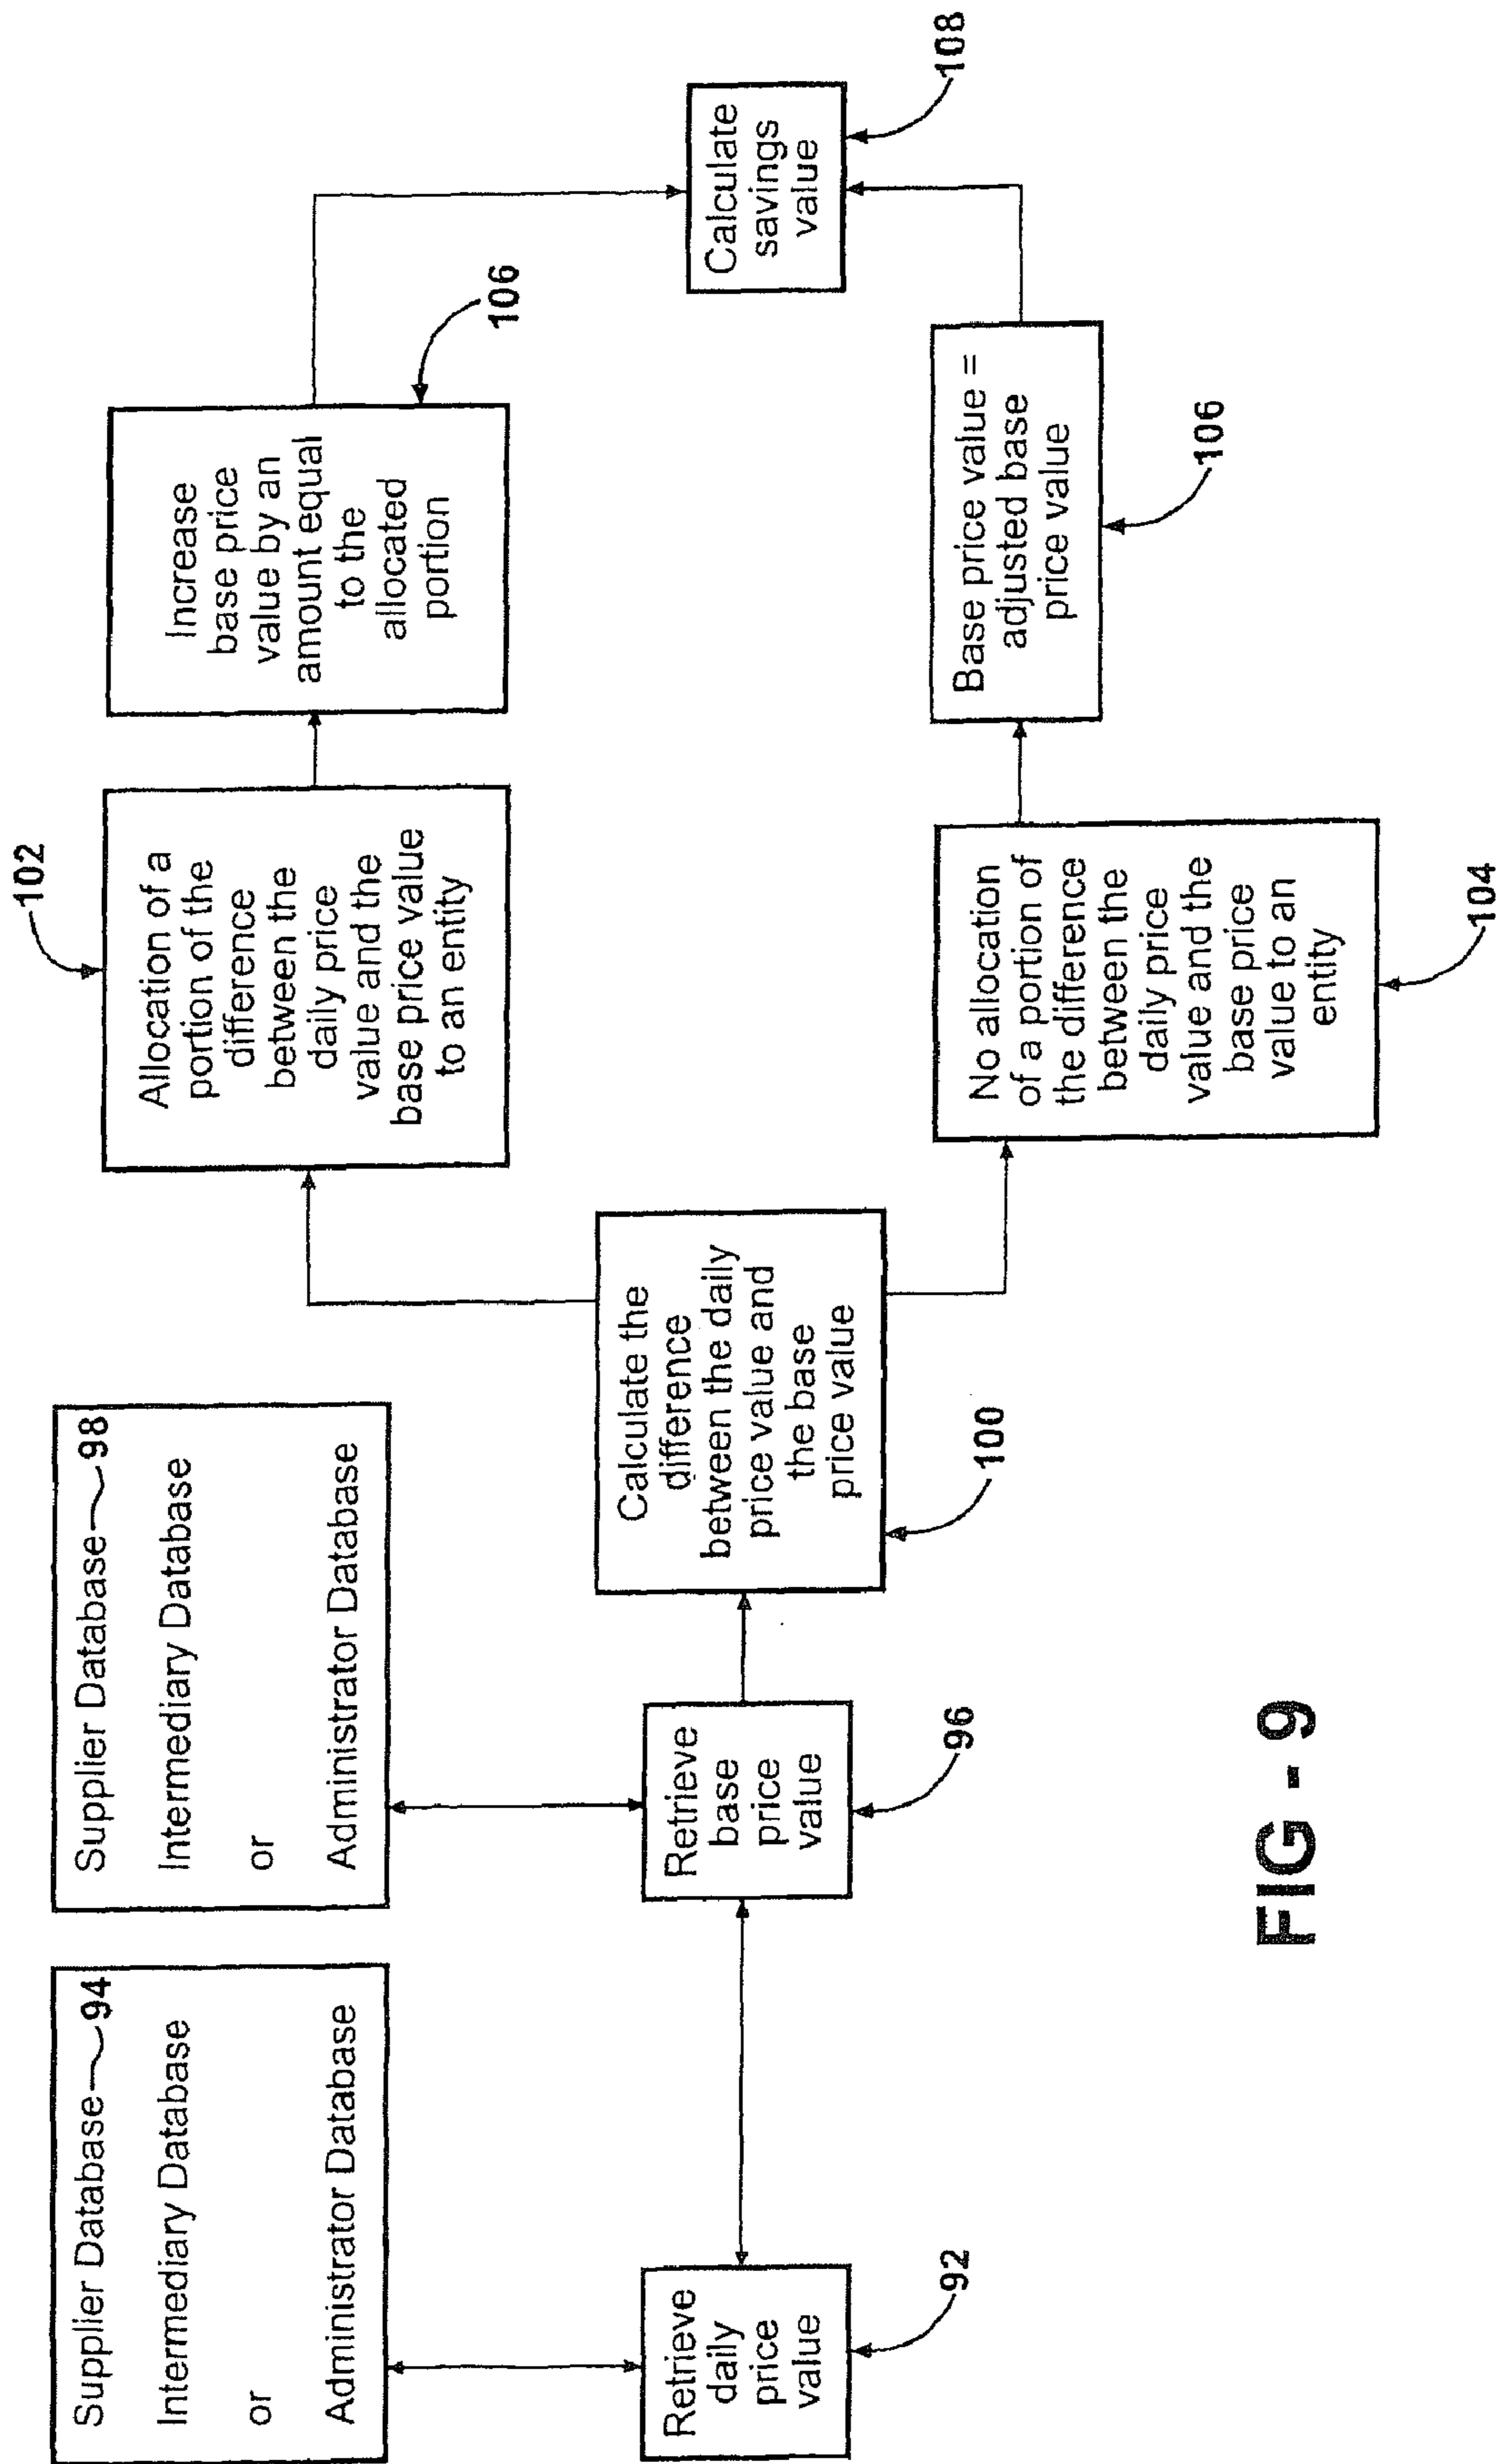 Supplier Database 94
Intermediary Database
or
Administrator Database
Retrieve
daily
price
value
92
Supplier Database 98
Intermediary Database
or
Administrator Database
Retrieve
base
price
value
96
Calculate the
difference
between the daily
price value and
the base
price value
100
102
Allocation of a
portion of the
difference
between the
daily price
value and the
base price value
to an entity
No allocation
of a portion of
the difference
between the
daily price
value and the
base price
value to an
entity
104
Increase
base price
value by an
amount equal
to the
allocated
portion
106
Base price value =
adjusted base
price value
106
Calculate
savings
value
108
FIG - 9